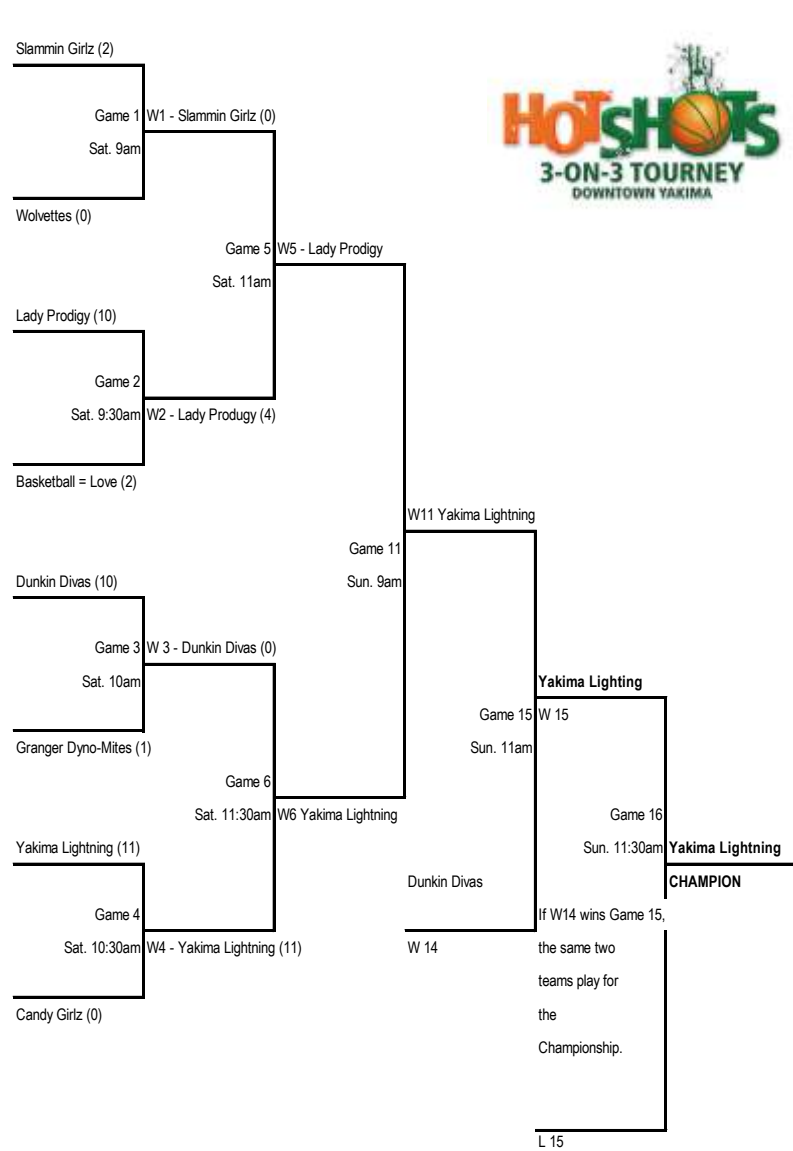 HOTSHOTS
3-ON-3 TOURNEY
DOWNTOWN YAKIMA
Slammin Girlz (2)
Game 1
W1 - Slammin Girlz (0)
Sat. 9am
Wolvettes (0)
Game 5
W5 - Lady Prodigy
Sat. 11am
Lady Prodigy (10)
Game 2
Sat. 9:30am
W2 - Lady Produgy (4)
Basketball = Love (2)
W11 Yakima Lightning
Game 11
Sun. 9am
Dunkin Divas (10)
Game 3
W 3 - Dunkin Divas (0)
Sat. 10am
Yakima Lighting
Game 15
W 15
Sun. 11am
Granger Dyno-Mites (1)
Game 6
Sat. 11:30am
W6 Yakima Lightning
Game 16
Sun. 11:30am
Yakima Lightning
CHAMPION
Yakima Lightning (11)
Dunkin Divas
Game 4
Sat. 10:30am
W4 - Yakima Lightning (11)
W 14
If W14 wins Game 15,
the same two
teams play for
the
Championship.
Candy Girlz (0)
L 15